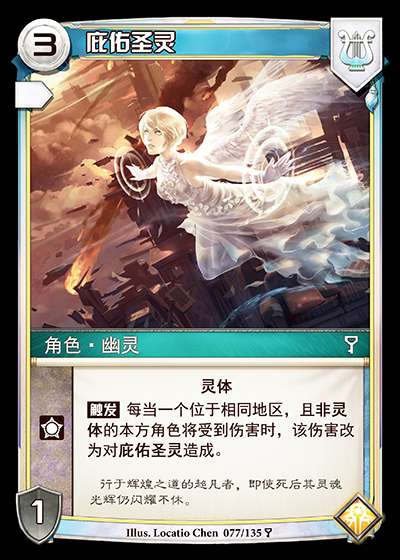 3
庇佑圣灵
角色·幽灵
灵体
触发 每当一个位于相同地区，且非灵
体的本方角色将受到伤害时，该伤害改
为对庇佑圣灵造成。
行于辉煌之道的超凡者，即使死后其灵魂
光辉仍闪耀不休。
1
Illus. Locatio Chen 077/135